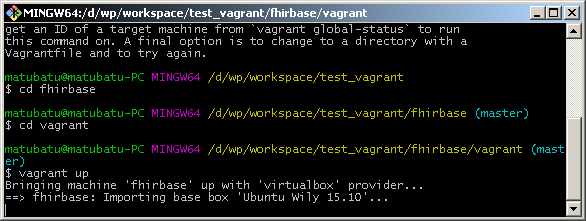 MINGW64:/d/wp/workspace/test_vagrant/fhirbase/vagrant
get an ID of a target machine from `vagrant global-status` to run
this command on. A final option is to change to a directory with a
Vagrantfile and to try again.
matubatu@matubatu-PC MINGW64 /d/wp/workspace/test_vagrant
$ cd fhirbase
matubatu@matubatu-PC MINGW64 /d/wp/workspace/test_vagrant/fhirbase (master)
$ cd vagrant
matubatu@matubatu-PC MINGW64 /d/wp/workspace/test_vagrant/fhirbase/vagrant (mast
er)
$ vagrant up
Bringing machine 'fhirbase' up with 'virtualbox' provider...
==> fhirbase: Importing base box 'Ubuntu Wily 15.10'...